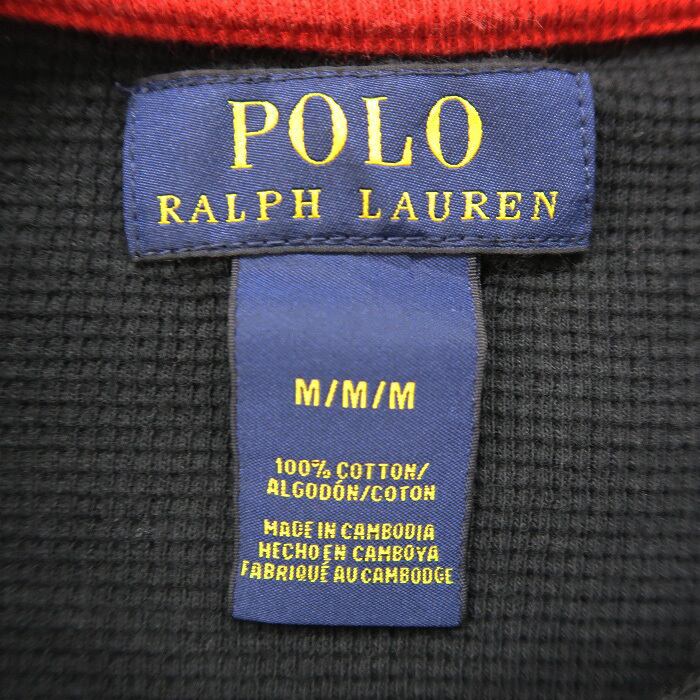 POLO
RALPH LAUREN
M/M/M
100% COTTON/
ALGODÓN/COTON
MADE IN CAMBODIA
HECHO EN CAMBOYA
FABRIQUÉ AU CAMBODGE